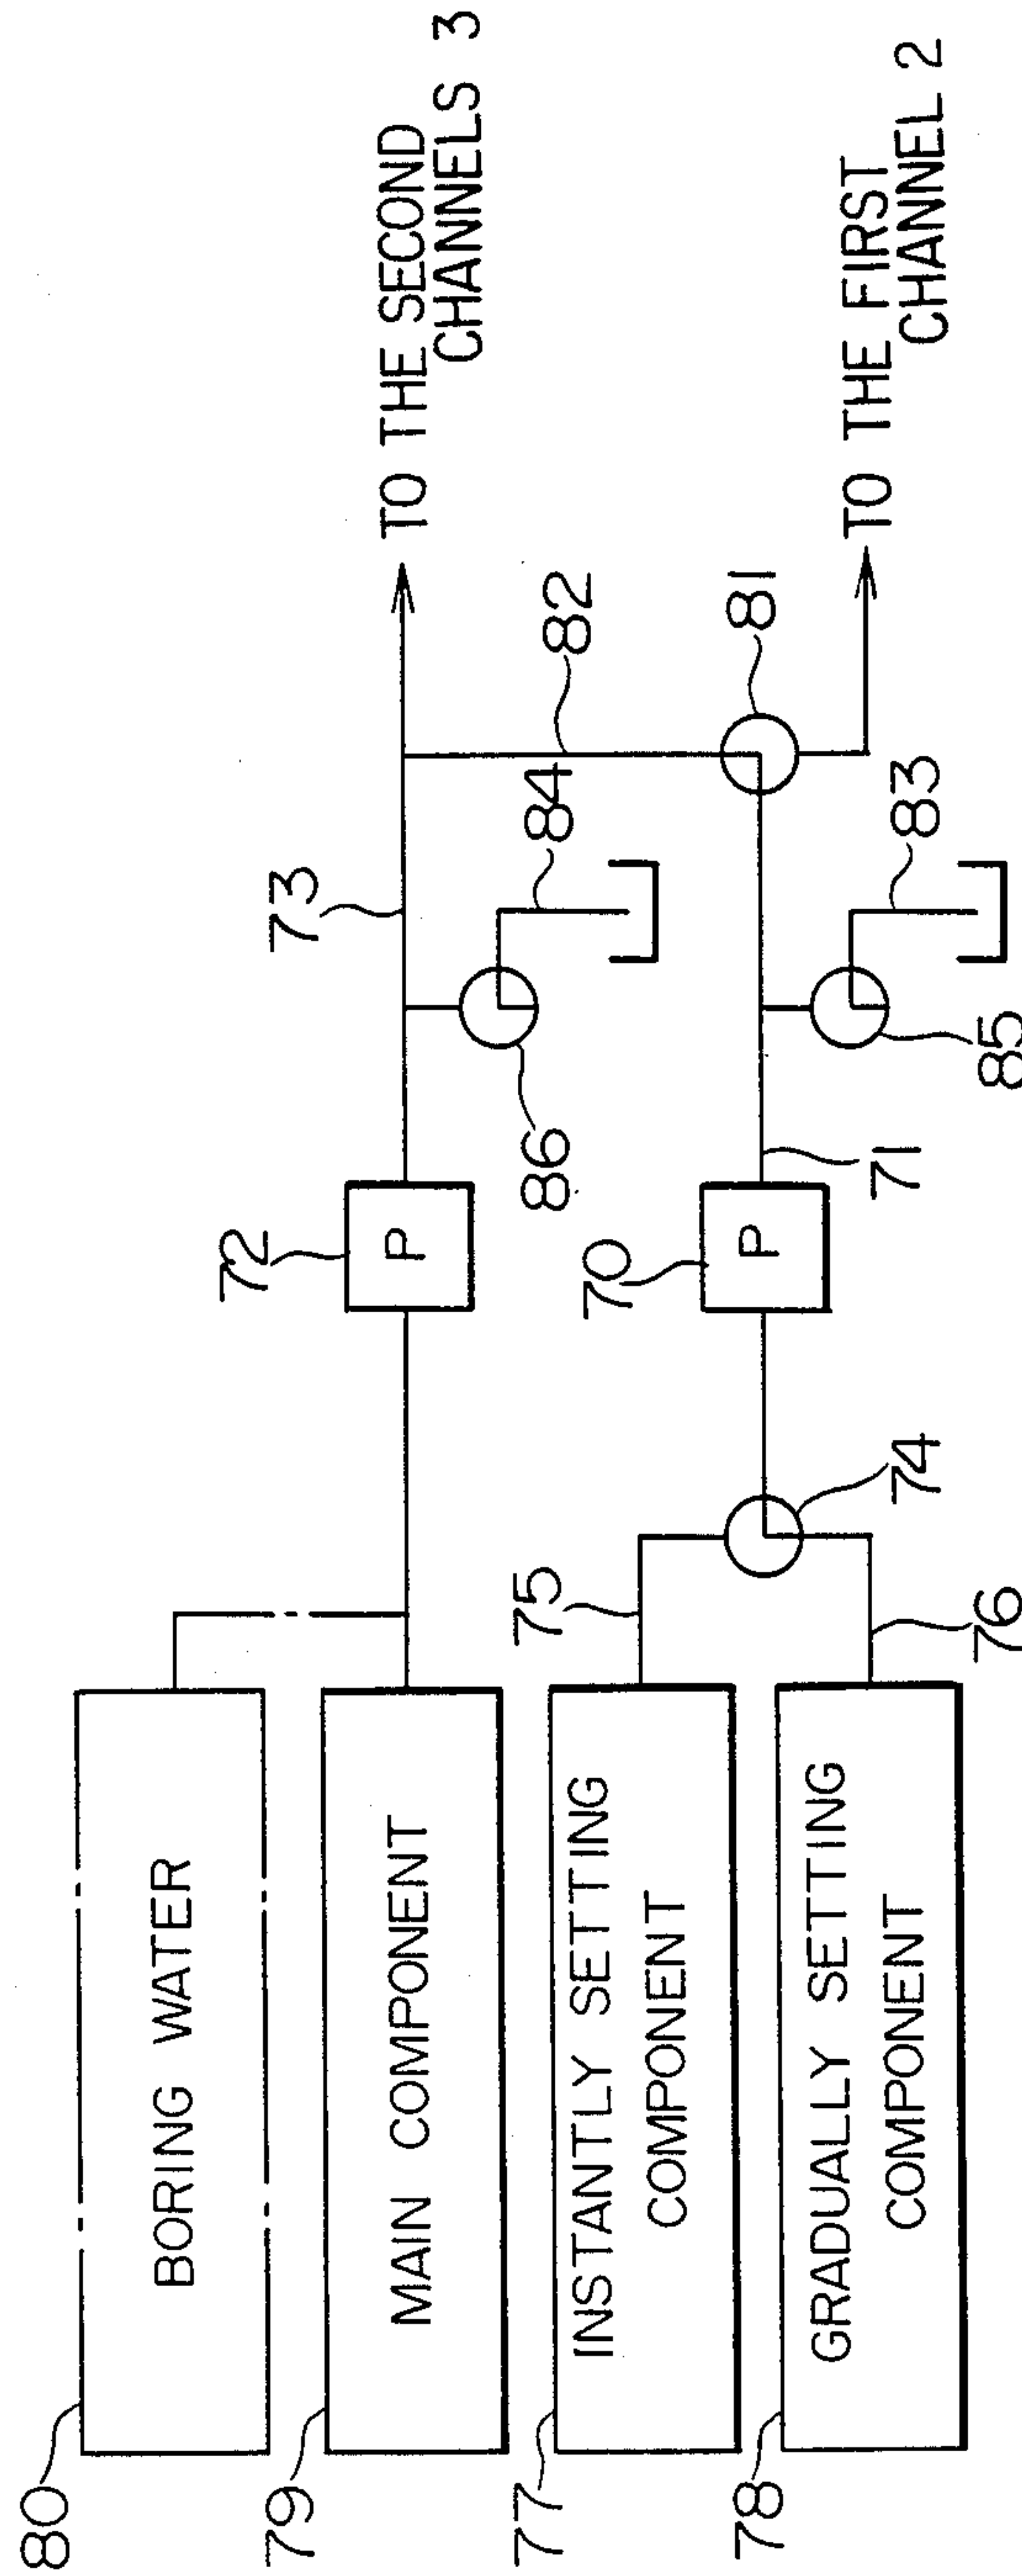 80
BORING WATER
79
MAIN COMPONENT
77
INSTANTLY SETTING
COMPONENT
78
GRADUALLY SETTING
COMPONENT
75
76
74
72
P
70
P
73
71
86
84
85
83
82
81
TO THE SECOND
CHANNELS 3
TO THE FIRST
CHANNEL 2